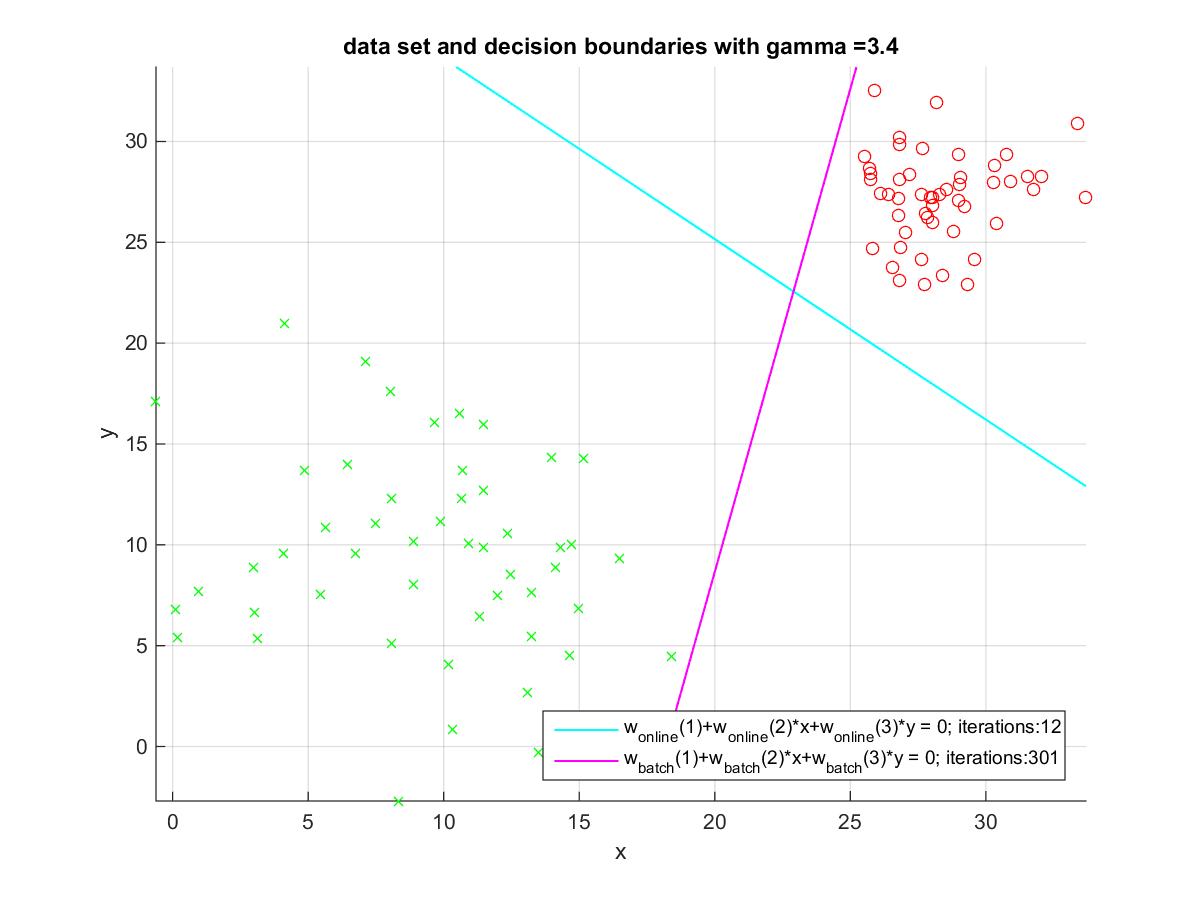 data set and decision boundaries with gamma =3.4
30
25
20
15
10
5
0
y
0 5 10 15 20 25 30
x
w_online(1)+w_online(2)*x+w_online(3)*y = 0; iterations:12
w_batch(1)+w_batch(2)*x+w_batch(3)*y = 0; iterations:301